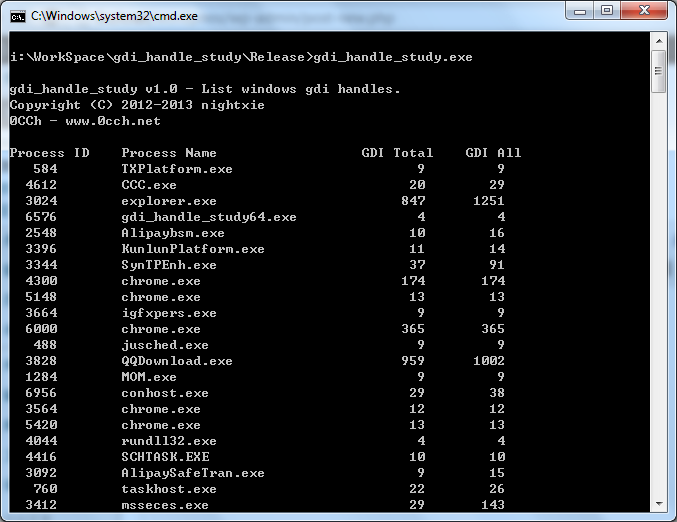 C:\Windows\system32\cmd.exe
i:\WorkSpace\gdi_handle_study\Release>gdi_handle_study.exe
gdi_handle_study v1.0 - List windows gdi handles.
Copyright (C) 2012-2013 nightxie
0CCh - www.0cch.net
Process ID    Process Name                  GDI Total    GDI All
584        TXPlatform.exe                       9         9
4612        CCC.exe                             20        29
3024        explorer.exe                       847      1251
6576        gdi_handle_study64.exe               4         4
2548        Alipaybsm.exe                       10        16
3396        KunlunPlatform.exe                  11        14
3344        SynTPEnh.exe                        37        91
4300        chrome.exe                         174       174
5148        chrome.exe                          13        13
3664        igfxpers.exe                         9         9
6000        chrome.exe                         365       365
488        jusched.exe                          9         9
3828        QQDownload.exe                     959      1002
1284        MOM.exe                              9         9
6956        conhost.exe                         29        38
3564        chrome.exe                          12        12
5420        chrome.exe                          13        13
4044        rundll32.exe                         4         4
4416        SCHTASK.EXE                         10        10
3092        AlipaySafeTran.exe                   9        15
760        taskhost.exe                        22        26
3412        msseces.exe                         29       143